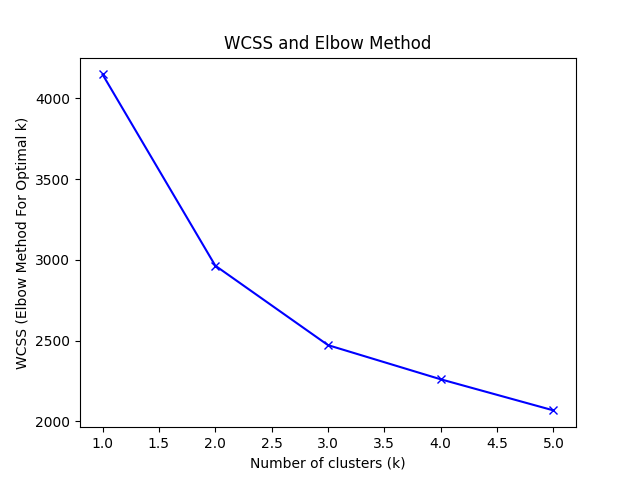 WCSS and Elbow Method
WCSS (Elbow Method For Optimal k)
4000
3500
3000
2500
2000
1.0 1.5 2.0 2.5 3.0 3.5 4.0 4.5 5.0
Number of clusters (k)